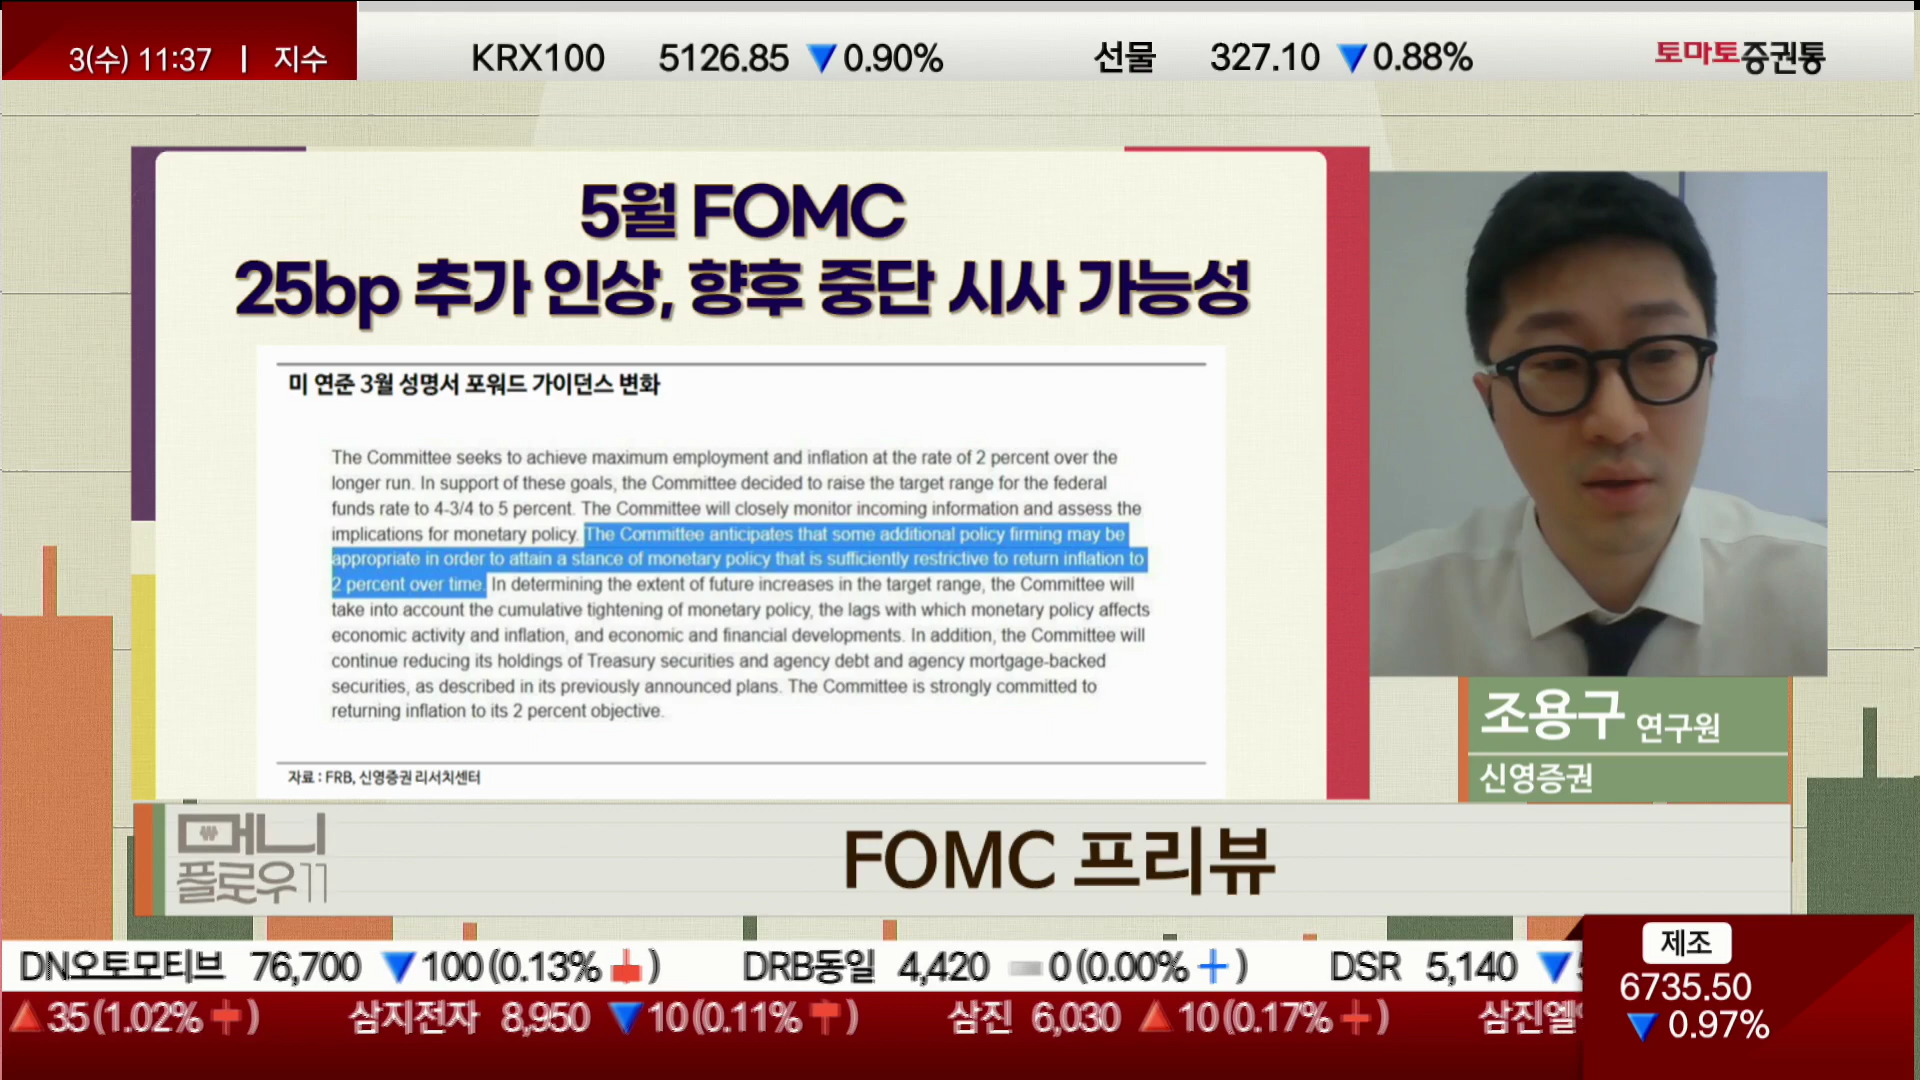 3(수) 11:37 | 지수
KRX100 5126.85 ▼0.90% 선물 327.10 ▼0.88%
토마토증권통
5월 FOMC
25bp 추가 인상, 향후 중단 시사 가능성
미 연준 3월 성명서 포워드 가이던스 변화
The Committee seeks to achieve maximum employment and inflation at the rate of 2 percent over the
longer run. In support of these goals, the Committee decided to raise the target range for the federal
funds rate to 4-3/4 to 5 percent. The Committee will closely monitor incoming information and assess the
implications for monetary policy. The Committee anticipates that some additional policy firming may be
appropriate in order to attain a stance of monetary policy that is sufficiently restrictive to return inflation to
2 percent over time. In determining the extent of future increases in the target range, the Committee will
take into account the cumulative tightening of monetary policy, the lags with which monetary policy affects
economic activity and inflation, and economic and financial developments. In addition, the Committee will
continue reducing its holdings of Treasury securities and agency debt and agency mortgage-backed
securities, as described in its previously announced plans. The Committee is strongly committed to
returning inflation to its 2 percent objective.
자료 : FRB, 신영증권 리서치센터
조용구 연구원
신영증권
머니
플로우11
FOMC 프리뷰
DN오토모티브 76,700 ▼100(0.13%) DRB동일 4,420 0(0.00%) DSR 5,140 ▼
▲35(1.02%) 삼지전자 8,950 ▼10(0.11%) 삼진 6,030 ▲10(0.17%) 삼진엘
제조
6735.50
▼0.97%